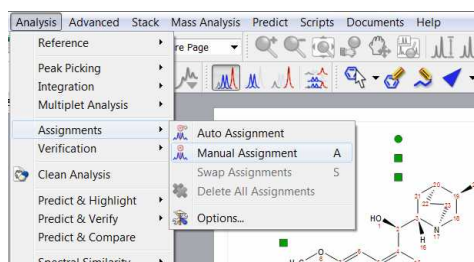 Analysis Advanced Stack Mass Analysis Predict Scripts Documents Help
Reference
re Page
Peak Picking
Integration
Multiplet Analysis
Assignments
Auto Assignment
Verification
Manual Assignment A
Swap Assignments S
Clean Analysis
Delete All Assignments
Predict & Highlight
Options...
Predict & Verify
Predict & Compare
Spectral Similarity
HO
N
H
O